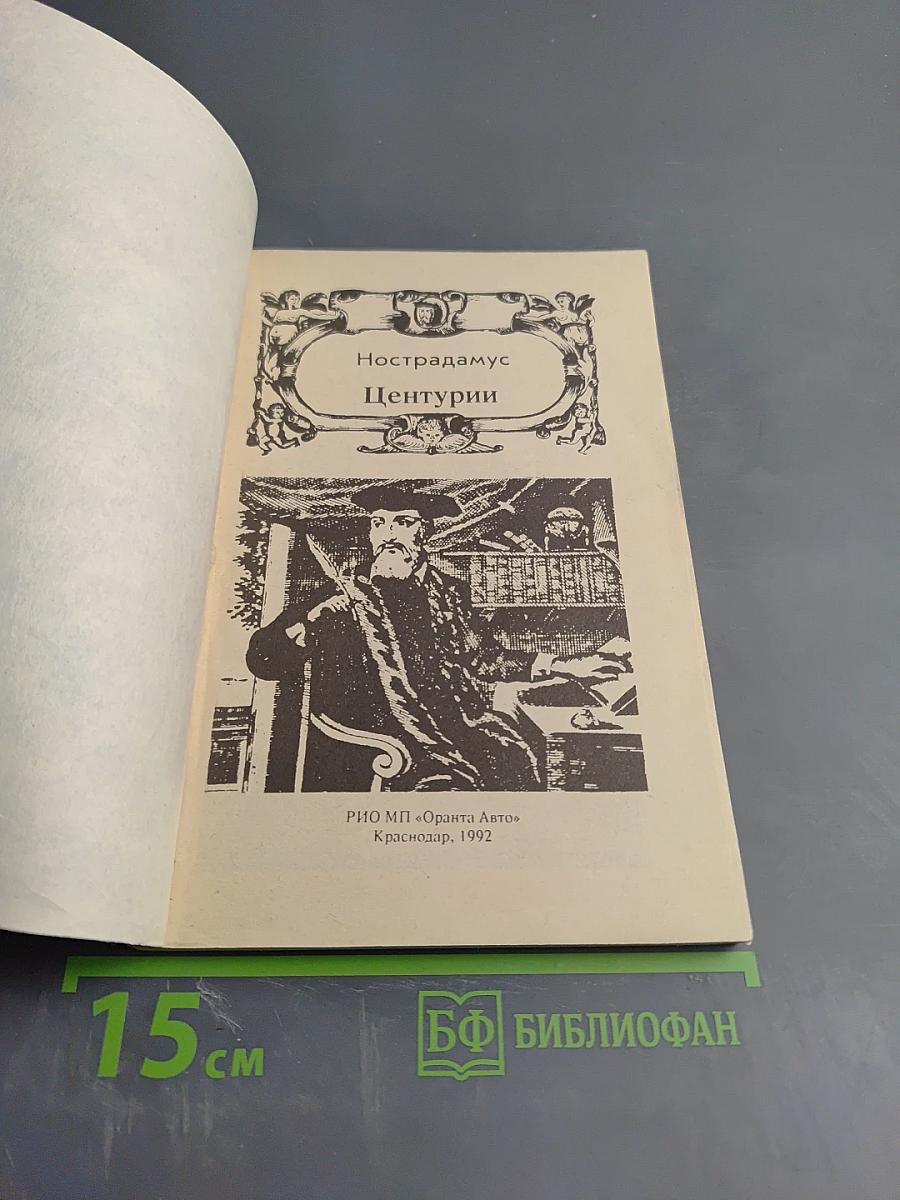 Нострадамус
Центурии
РИО МП «Оранта Авто»
Краснодар, 1992
15 см
БФ БИБЛИОФАН